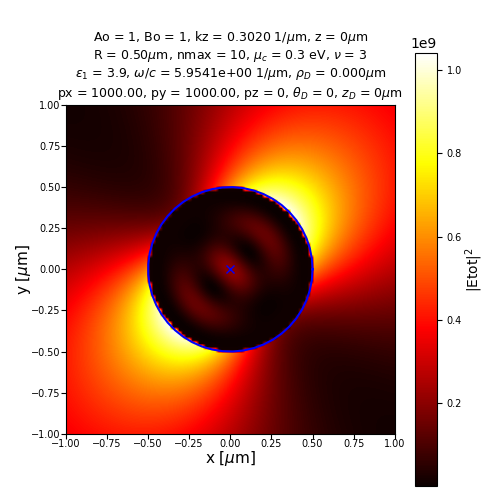 Ao = 1, Bo = 1, kz = 0.3020 1/μm, z = 0μm
R = 0.50μm, nmax = 10, μc = 0.3 eV, ν = 3
ε1 = 3.9, ω/c = 5.9541e+00 1/μm, ρD = 0.000μm
px = 1000.00, py = 1000.00, pz = 0, θD = 0, zD = 0μm
1e9
1.00
0.75
0.50
0.25
0.00
−0.25
−0.50
−0.75
−1.00
y [μm]
−1.00 −0.75 −0.50 −0.25 0.00 0.25 0.50 0.75 1.00
x [μm]
1.0
0.8
0.6
0.4
0.2
|Etot|²